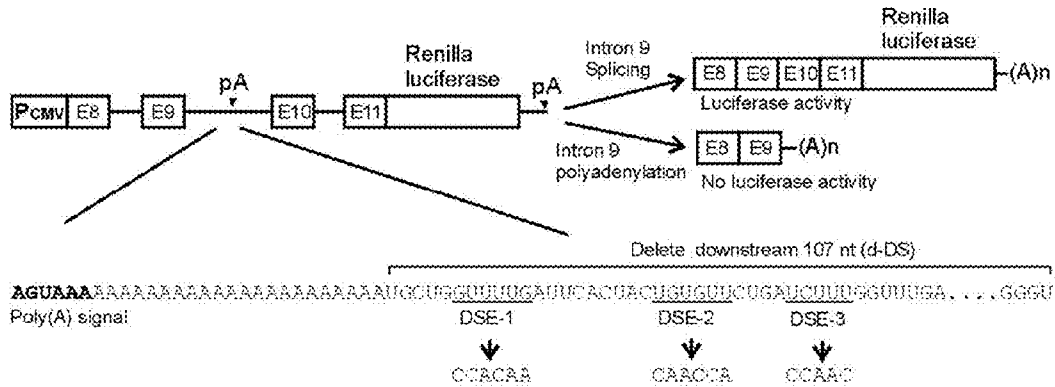 Renilla
luciferase
Renilla
luciferase
Intron 9
Splicing
pA
pA
PCMV E8 E9 E10 E11
E8 E9 E10 E11 (A)n
Luciferase activity
E8 E9 (A)n
Intron 9
polyadenylation
No luciferase activity
Delete downstream 107 nt (d-DS)
AGUAAAAAAAAAAAAAAAAAAAAAAAAAUGCUGGUUUUGAUUCACUACUGUGUUCUGAUCUUUGGUUUGA....GGGU
Poly(A) signal
DSE-1 DSE-2 DSE-3
CCACAA CAACCA CCAAC